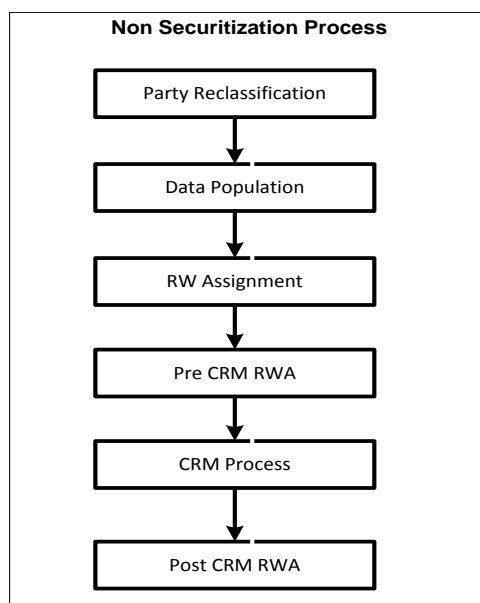 Non Securitization Process
Party Reclassification
Data Population
RW Assignment
Pre CRM RWA
CRM Process
Post CRM RWA